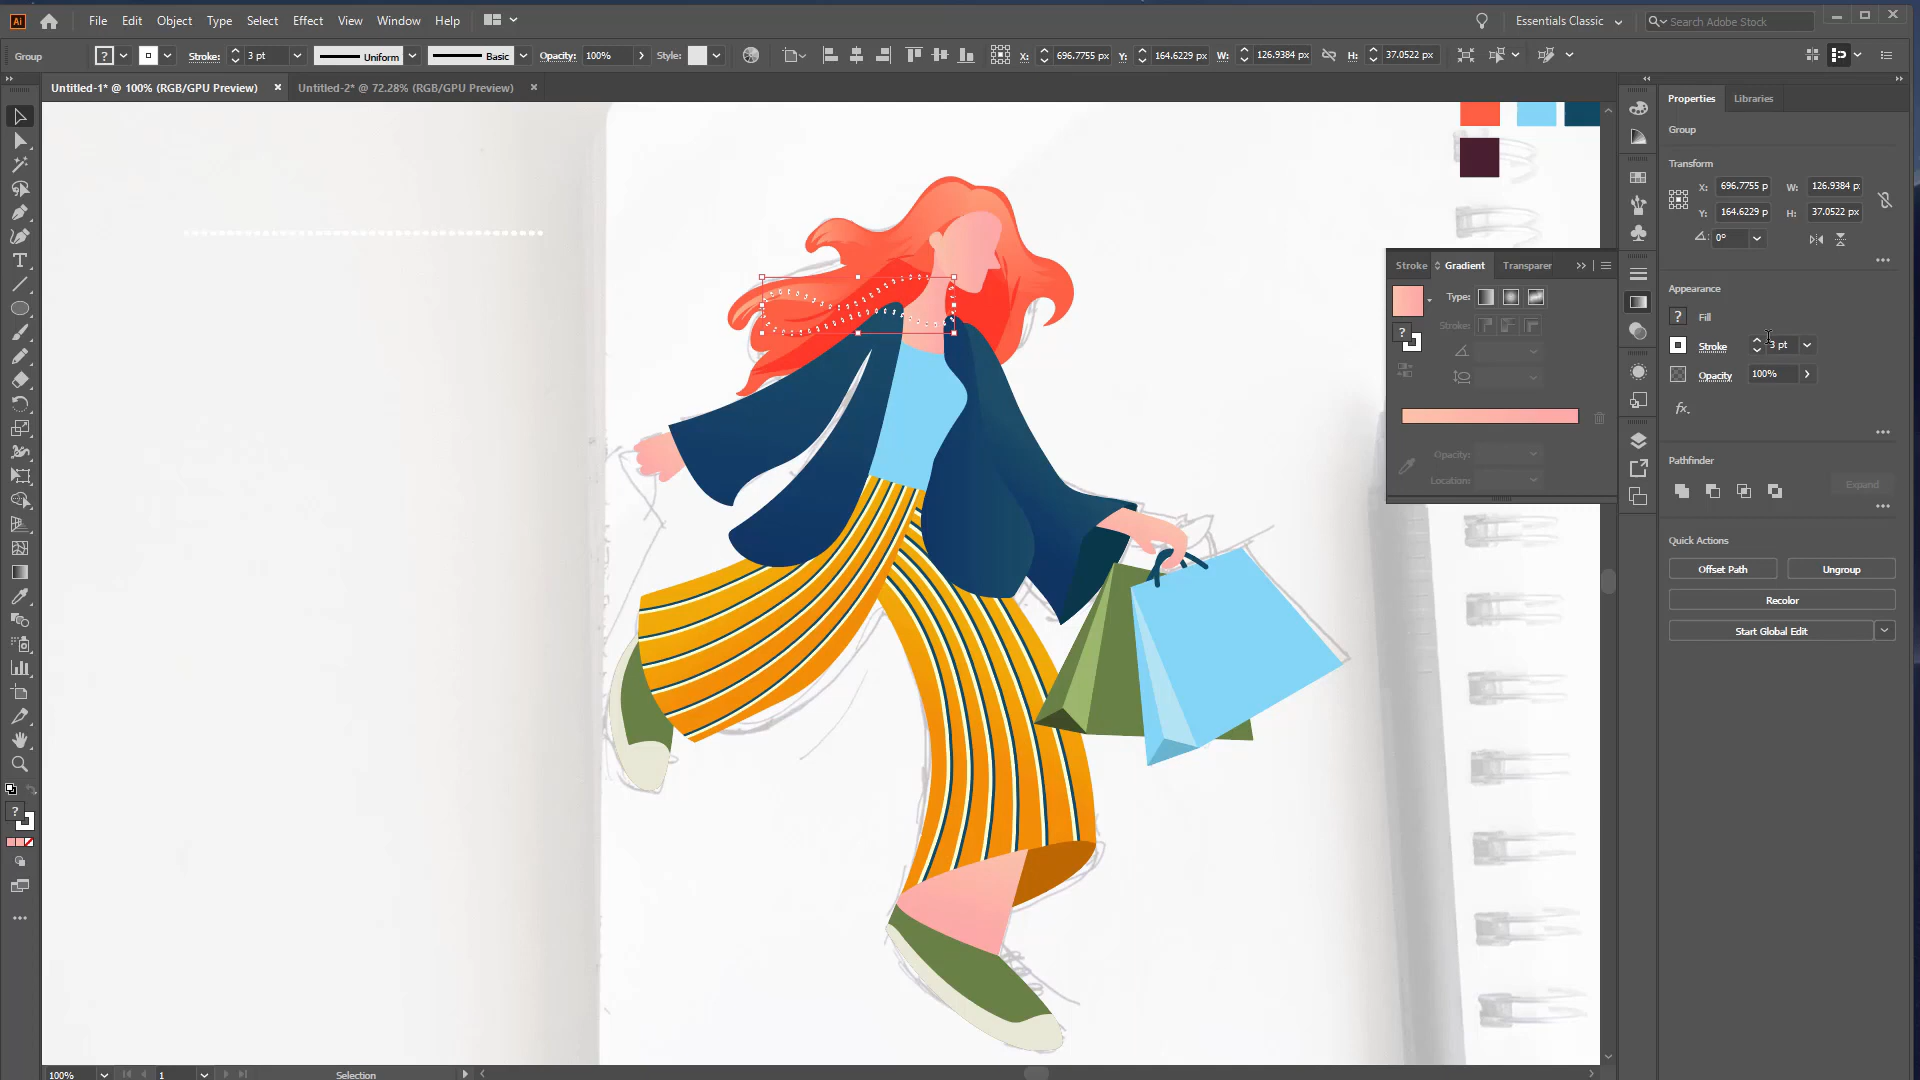 Ai File Edit Object Type Select Effect View Window Help Essentials Classic Search Adobe Stock
Group ? Stroke: 3 pt Uniform Basic Opacity: 100% Style: X: 696.7755 px Y: 164.6229 px W: 126.9384 px H: 37.0522 px
Untitled-1* @ 100% (RGB/GPU Preview) Untitled-2* @ 72.28% (RGB/GPU Preview)
Properties Libraries
Group
Transform
X: 696.7755 p W: 126.9384 p
Y: 164.6229 p H: 37.0522 px
0°
Stroke Gradient Transparer
Type:
Stroke:
Opacity:
Location:
Appearance
? Fill
Stroke 3 pt
Opacity 100%
fx.
Pathfinder
Expand
Quick Actions
Offset Path Ungroup
Recolor
Start Global Edit
100% 1 Selection